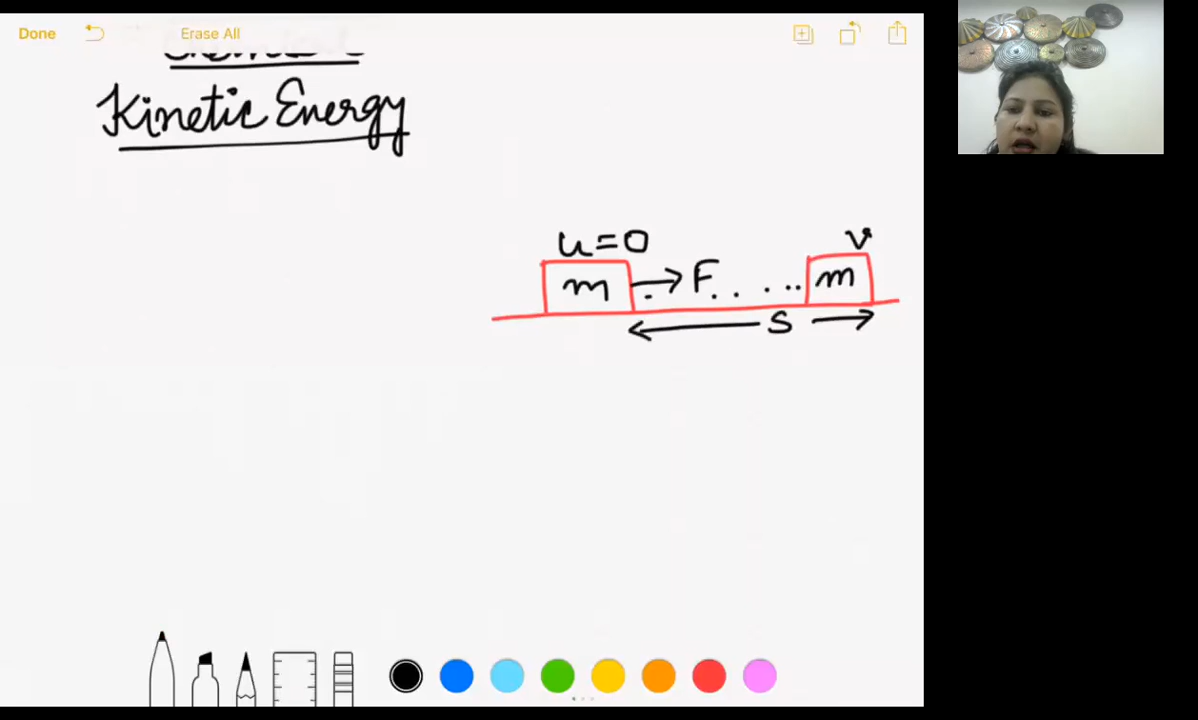 Done Erase All
Kinetic Energy
u=0 v
m → F..... m
s